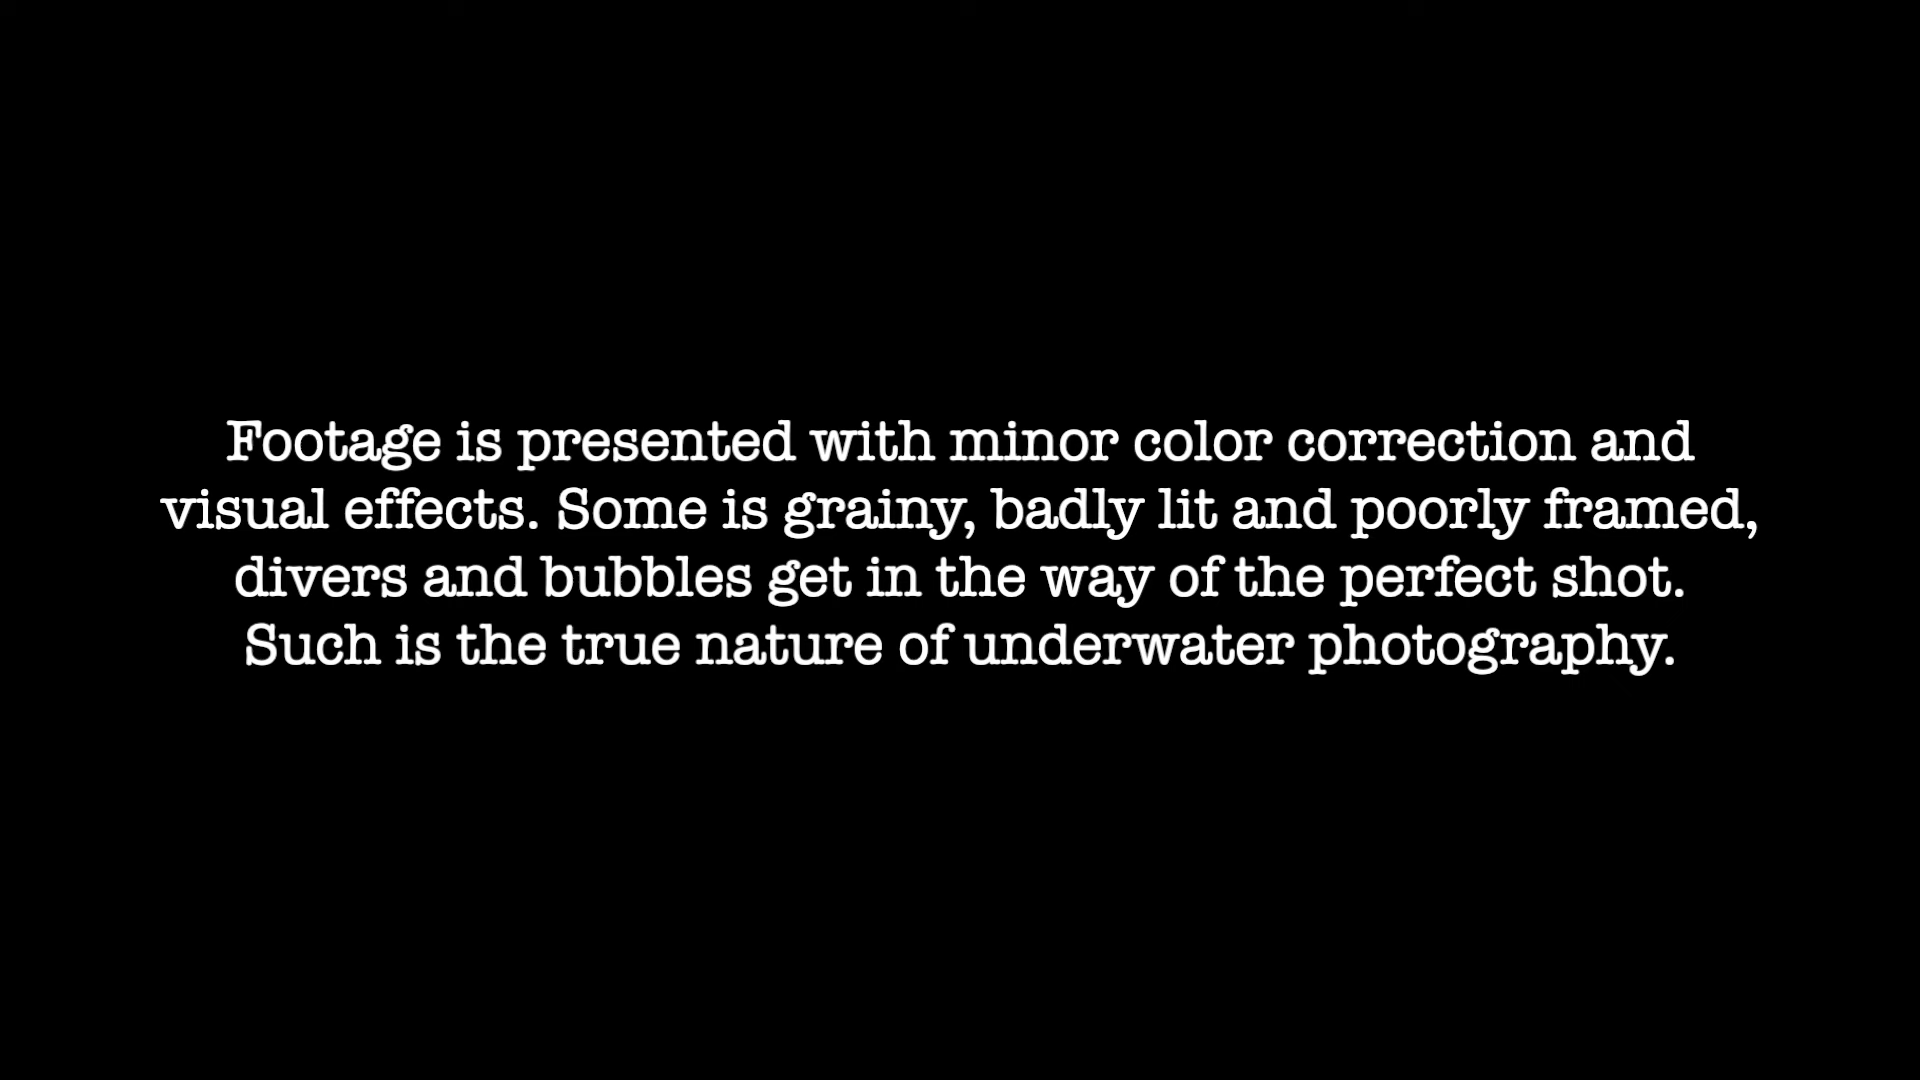 Footage is presented with minor color correction and
visual effects. Some is grainy, badly lit and poorly framed,
divers and bubbles get in the way of the perfect shot.
Such is the true nature of underwater photography.